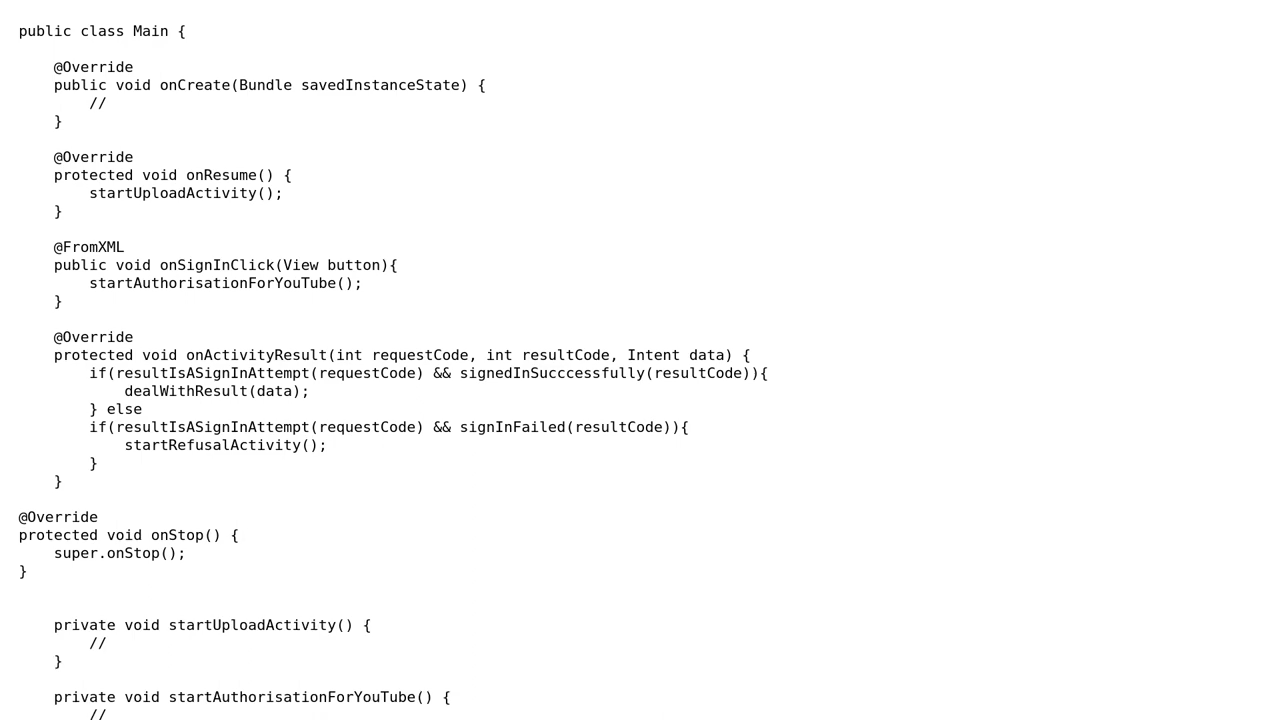 public class Main {
@Override
public void onCreate(Bundle savedInstanceState) {
//
}
@Override
protected void onResume() {
startUploadActivity();
}
@FromXML
public void onSignInClick(View button){
startAuthorisationForYouTube();
}
@Override
protected void onActivityResult(int requestCode, int resultCode, Intent data) {
if(resultIsASignInAttempt(requestCode) && signedInSucccessfully(resultCode)){
dealWithResult(data);
} else
if(resultIsASignInAttempt(requestCode) && signInFailed(resultCode)){
startRefusalActivity();
}
}
@Override
protected void onStop() {
super.onStop();
}
private void startUploadActivity() {
//
}
private void startAuthorisationForYouTube() {
//